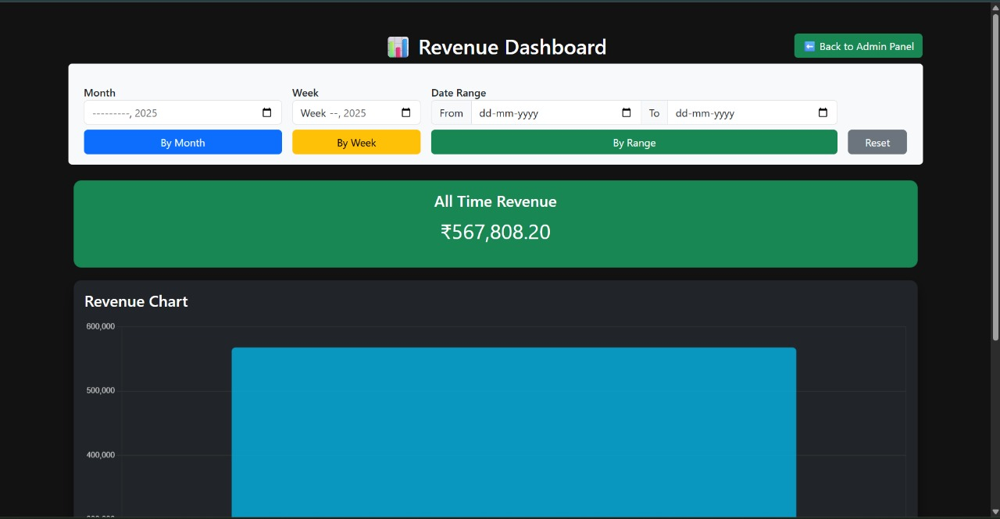 Revenue Dashboard
Back to Admin Panel
Month
Week
Date Range
---------, 2025
Week --, 2025
From
dd-mm-yyyy
To
dd-mm-yyyy
By Month
By Week
By Range
Reset
All Time Revenue
₹567,808.20
Revenue Chart
600,000
500,000
400,000